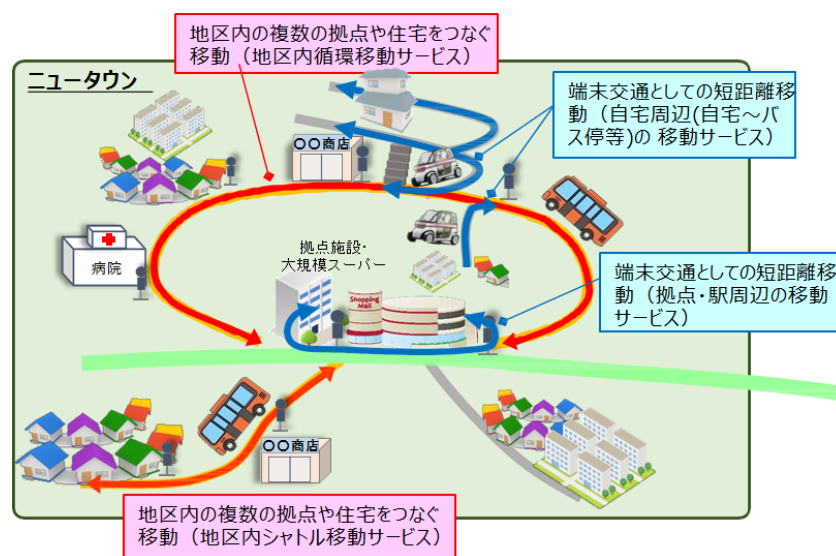 地区内の複数の拠点や住宅をつなぐ
移動（地区内循環移動サービス）
ニュータウン
端末交通としての短距離移
動（自宅周辺(自宅～バ
ス停等)の 移動サービス）
〇〇商店
病院
拠点施設・
大規模スーパー
Shopping
Mall
端末交通としての短距離移
動（拠点・駅周辺の移動
サービス）
〇〇商店
地区内の複数の拠点や住宅をつなぐ
移動（地区内シャトル移動サービス）